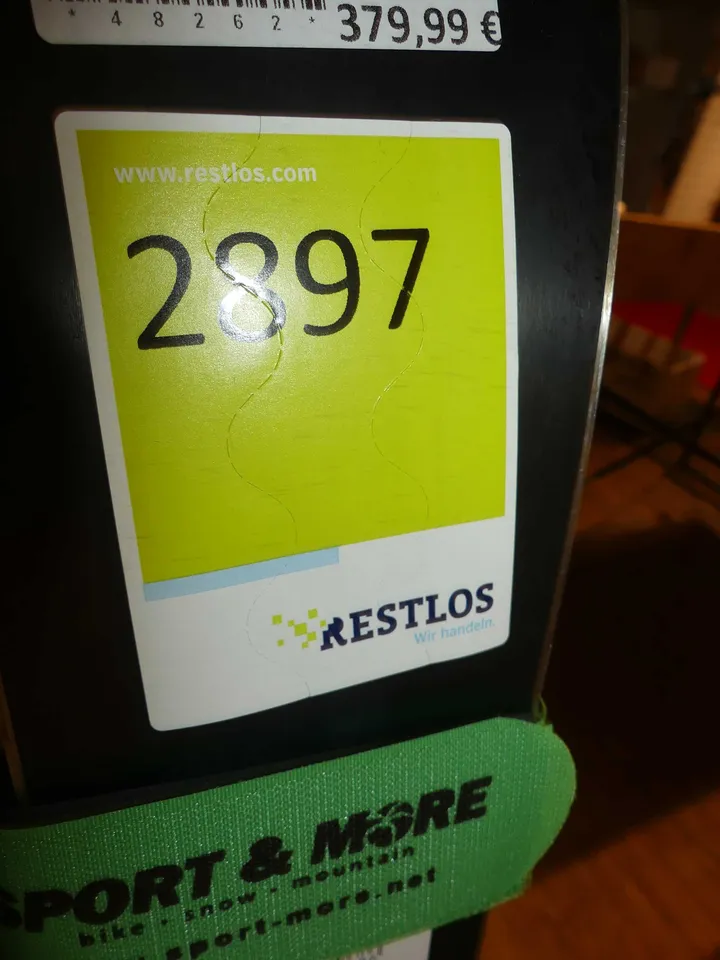 * 4 8 2 6 2 *
379,99 €
www.restlos.com
2897
RESTLOS
Wir handeln.
SPORT & MORE
bike · snow · mountain
sport-more.net